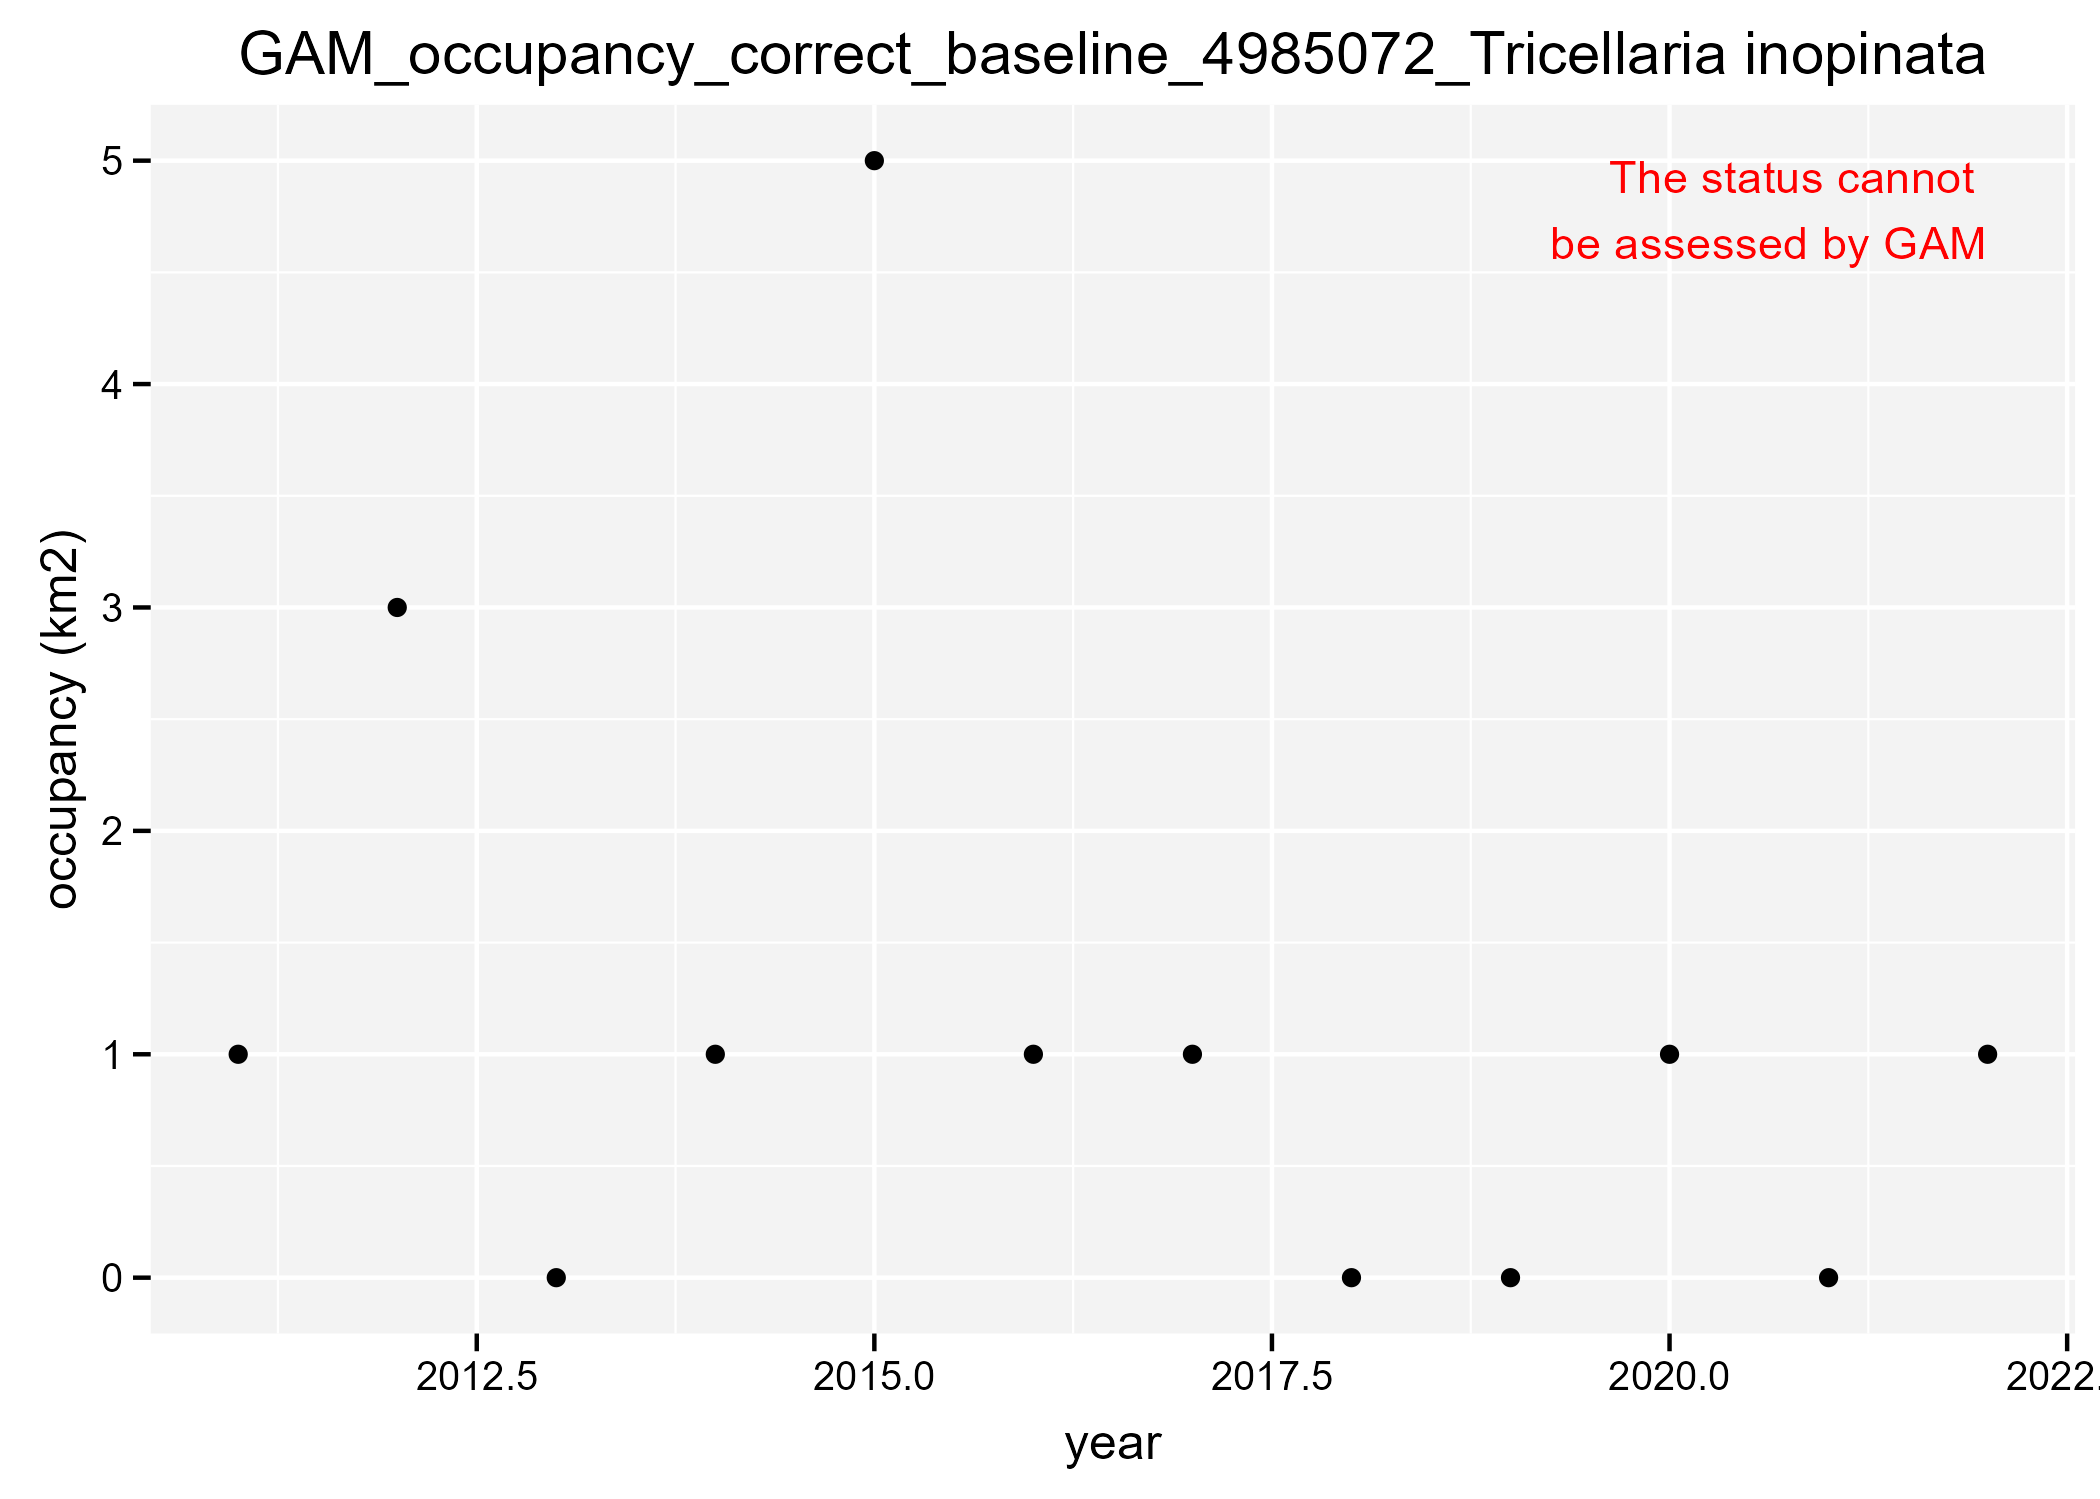 GAM_occupancy_correct_baseline_4985072_Tricellaria inopinata
The status cannot
be assessed by GAM
occupancy (km2)
5
4
3
2
1
0
2012.5
2015.0
2017.5
2020.0
2022.
year